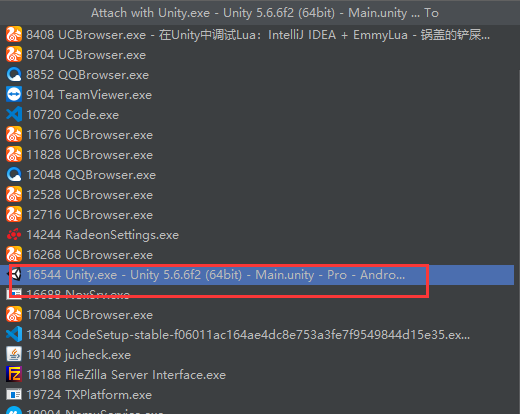 Attach with Unity.exe - Unity 5.6.6f2 (64bit) - Main.unity ... To
8408 UCBrowser.exe - 在Unity中调试Lua：IntelliJ IDEA + EmmyLua - 锅盖的铲屎...
8704 UCBrowser.exe
8852 QQBrowser.exe
9104 TeamViewer.exe
10720 Code.exe
11676 UCBrowser.exe
11828 UCBrowser.exe
12048 QQBrowser.exe
12528 UCBrowser.exe
12716 UCBrowser.exe
14244 RadeonSettings.exe
16268 UCBrowser.exe
16544 Unity.exe - Unity 5.6.6f2 (64bit) - Main.unity - Pro - Andro...
16688 NoxSrv.exe
17084 UCBrowser.exe
18344 CodeSetup-stable-f06011ac164ae4dc8e753a3fe7f9549844d15e35.ex...
19140 jucheck.exe
19188 FileZilla Server Interface.exe
19724 TXPlatform.exe